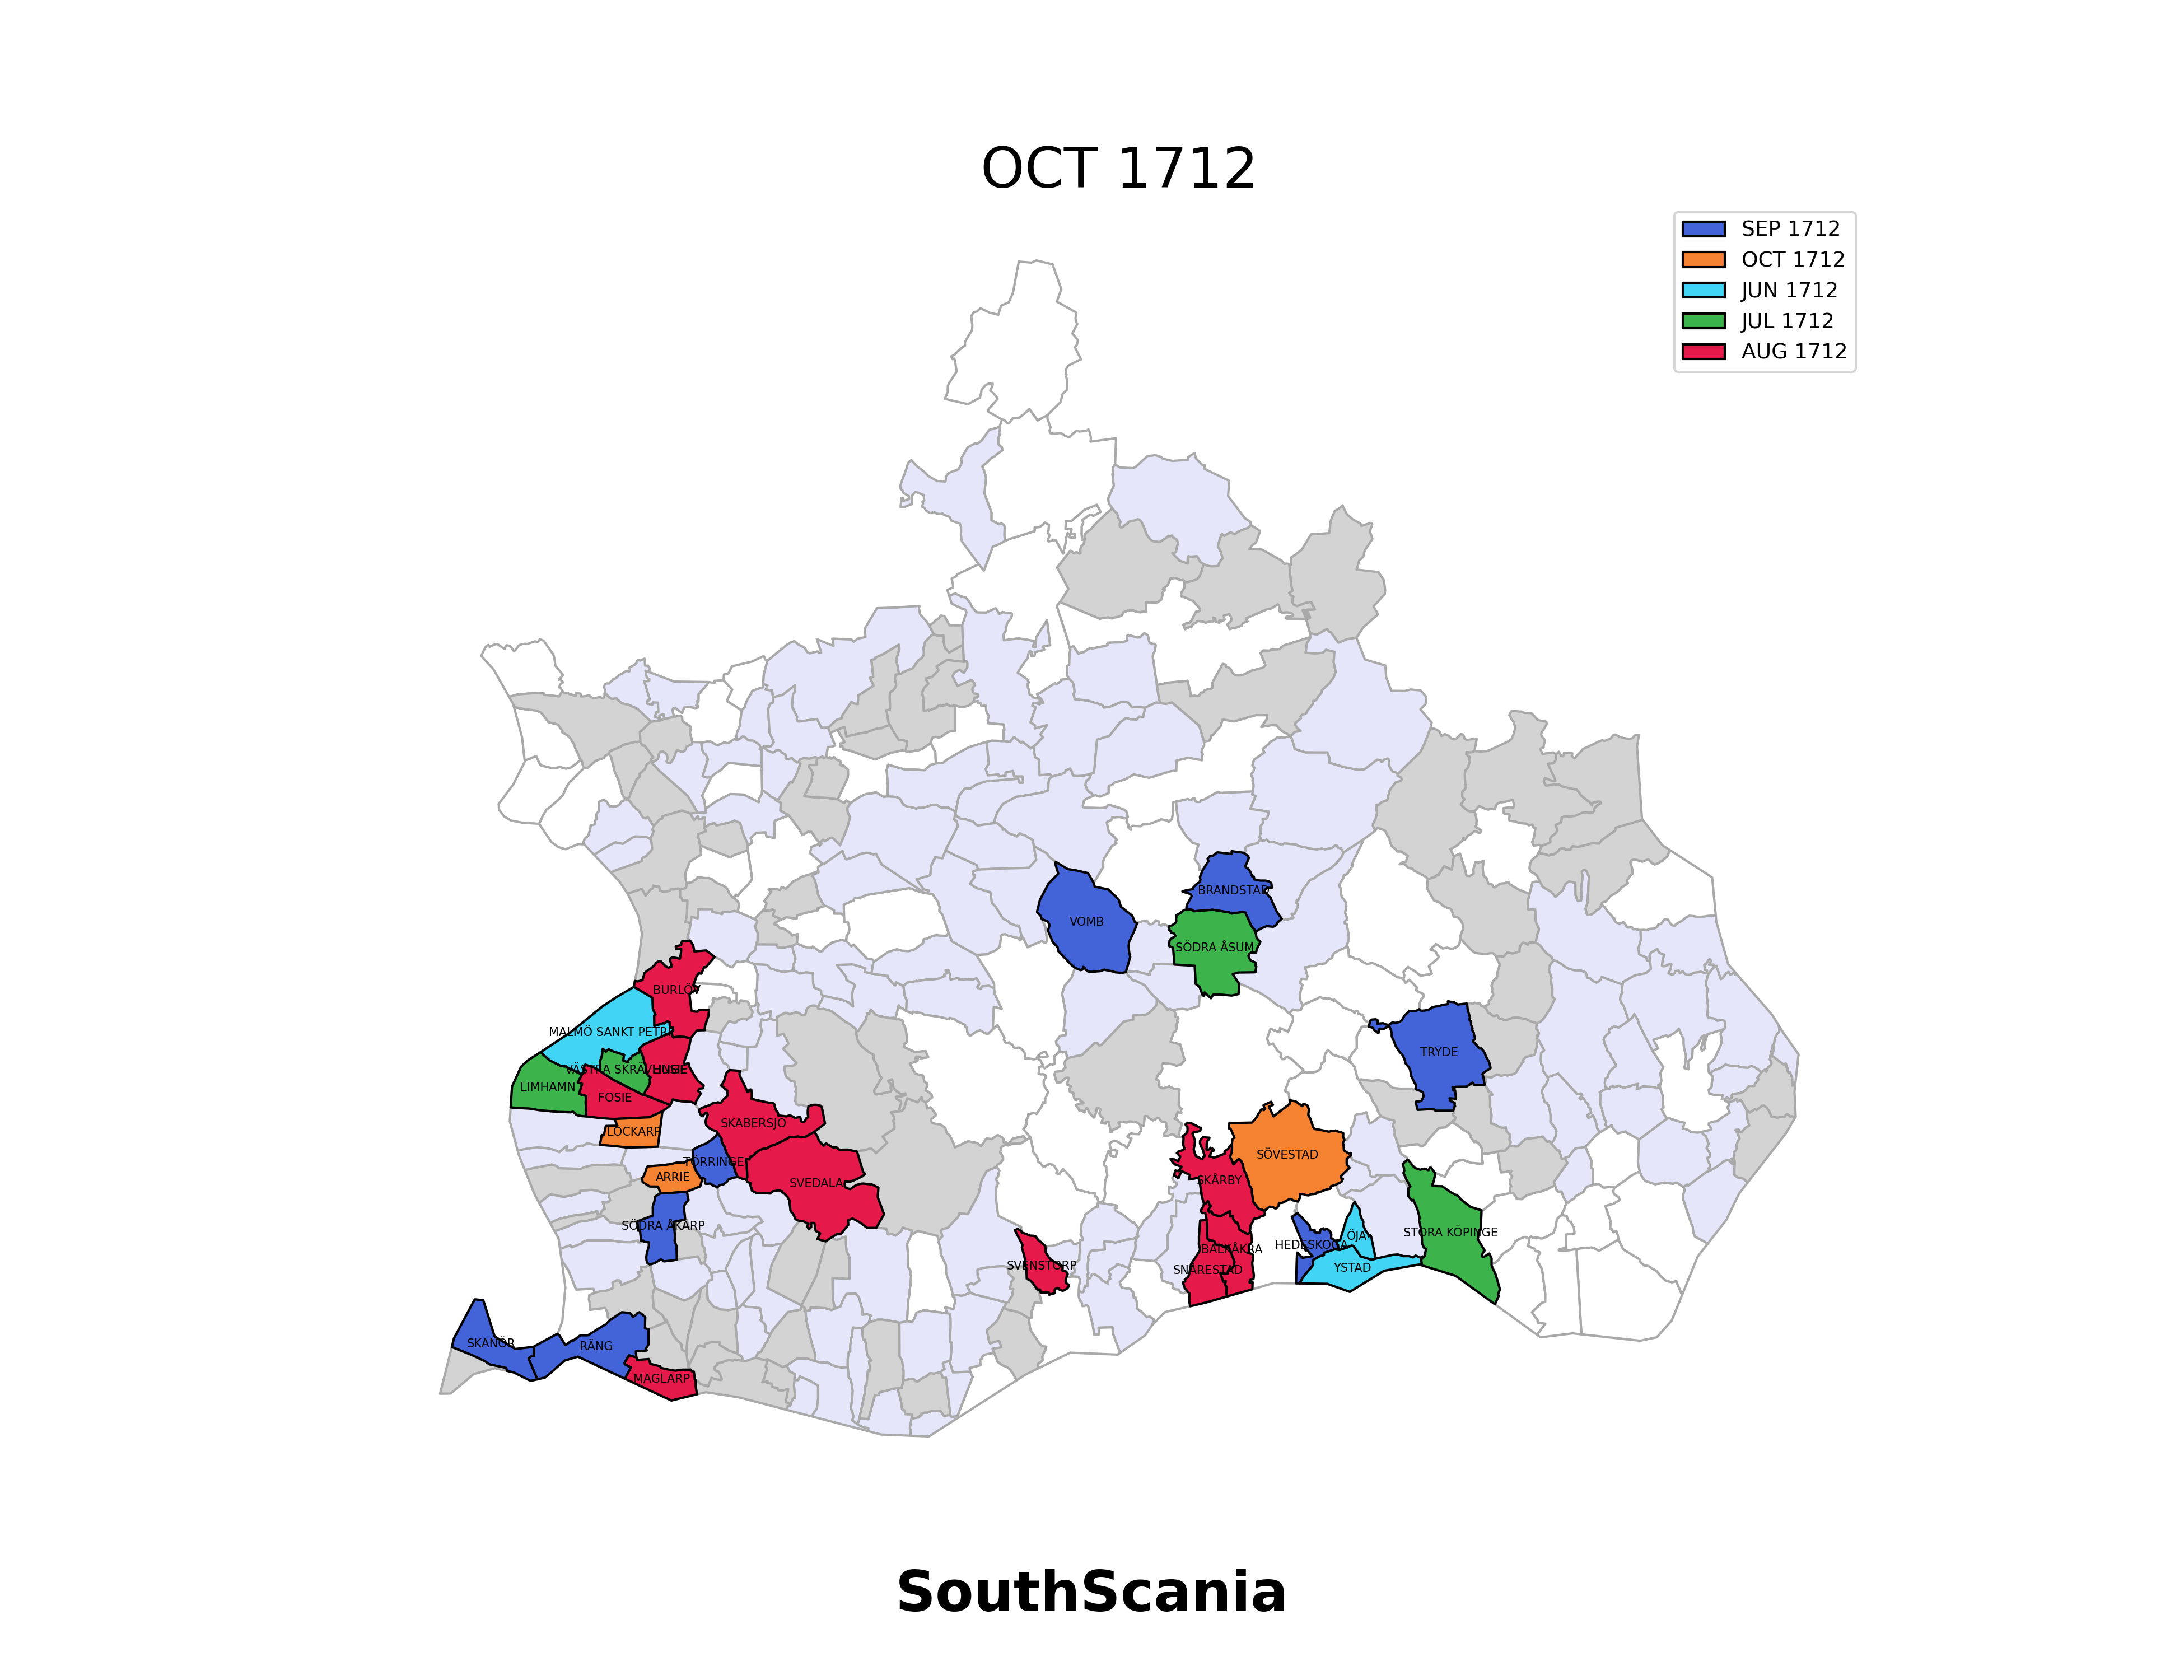 OCT 1712
SEP 1712
OCT 1712
JUN 1712
JUL 1712
AUG 1712
BRANDSTAD
VOMB
SÖDRA ÅSUM
BURLÖV
MALMÖ SANKT PETRI
TRYDE
VÄSTRA SKRÄVLINGE
HUSIE
LIMHAMN
FOSIE
SKABERSJÖ
LOCKARP
SÖVESTAD
TÖRRINGE
ARRIE
SKÅRBY
SVEDALA
SÖDRA ÅKARP
STORA KÖPINGE
ÖJA
HEDESKOGA
BALKÅKRA
SVENSTORP
YSTAD
SNÅRESTAD
SKANÖR
RÄNG
MAGLARP
SouthScania